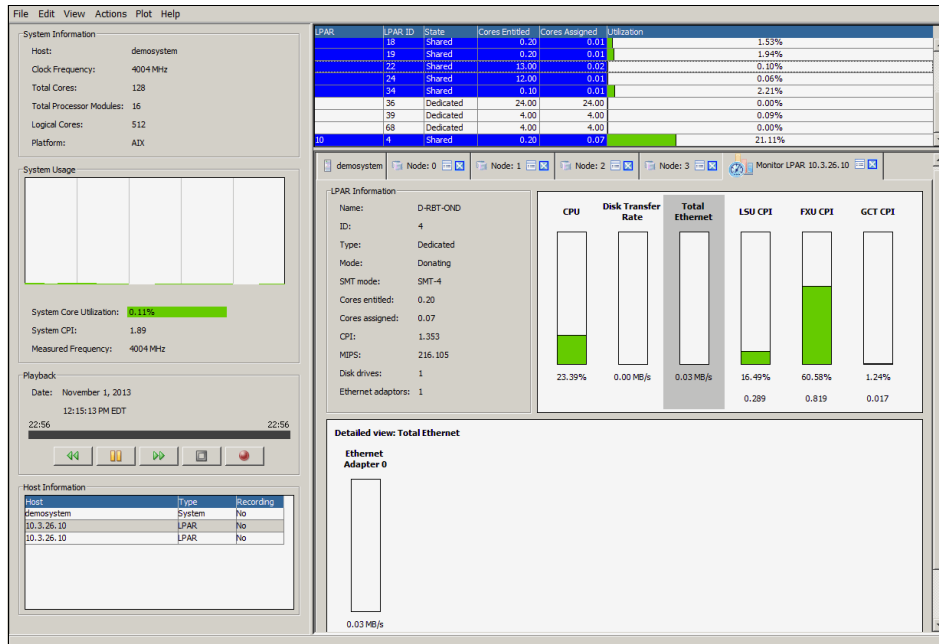 File Edit View Actions Plot Help
System Information
Host: demosystem
Clock Frequency: 4004 MHz
Total Cores: 128
Total Processor Modules: 16
Logical Cores: 512
Platform: AIX
System Usage
System Core Utilization: 0.11%
System CPI: 1.89
Measured Frequency: 4004 MHz
Playback
Date: November 1, 2013
12:15:13 PM EDT
22:56 22:56
Host Information
Host Type Recording
demosystem System No
10.3.26.10 LPAR No
10.3.26.10 LPAR No
LPAR LPAR ID State Cores Entitled Cores Assigned Utilization
18 Shared 0.20 0.01 1.53%
19 Shared 0.20 0.01 1.94%
22 Shared 13.00 0.02 0.10%
24 Shared 12.00 0.01 0.06%
34 Shared 0.10 0.01 2.21%
36 Dedicated 24.00 24.00 0.00%
39 Dedicated 4.00 4.00 0.09%
68 Dedicated 4.00 4.00 0.00%
10 4 Shared 0.20 0.07 21.11%
demosystem Node: 0 Node: 1 Node: 2 Node: 3 Monitor LPAR 10.3.26.10
LPAR Information
Name: D-RBT-OND
ID: 4
Type: Dedicated
Mode: Donating
SMT mode: SMT-4
Cores entitled: 0.20
Cores assigned: 0.07
CPI: 1.353
MIPS: 216.105
Disk drives: 1
Ethernet adaptors: 1
CPU Disk Transfer Rate Total Ethernet LSU CPI FXU CPI GCT CPI
23.39% 0.00 MB/s 0.03 MB/s 16.49% 60.58% 1.24%
0.289 0.819 0.017
Detailed view: Total Ethernet
Ethernet
Adapter 0
0.03 MB/s